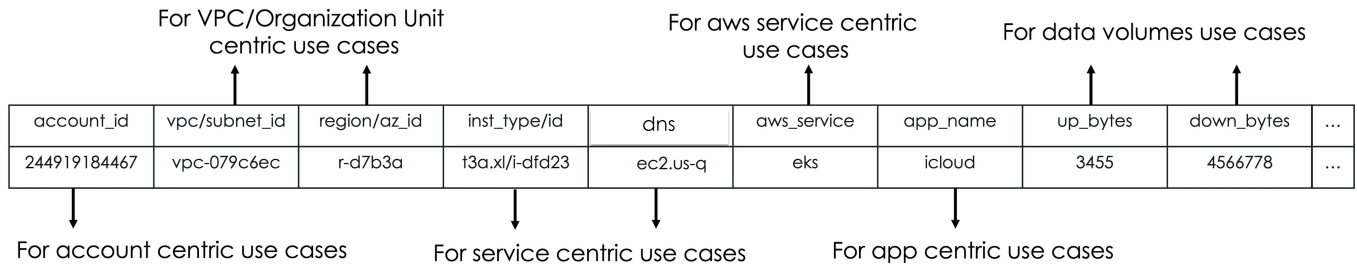 For VPC/Organization Unit
centric use cases
For aws service centric
use cases
For data volumes use cases
account_id vpc/subnet_id region/az_id inst_type/id dns aws_service app_name up_bytes down_bytes ...
244919184467 vpc-079c6ec r-d7b3a t3a.xl/i-dfd23 ec2.us-q eks icloud 3455 4566778 ...
For account centric use cases
For service centric use cases
For app centric use cases